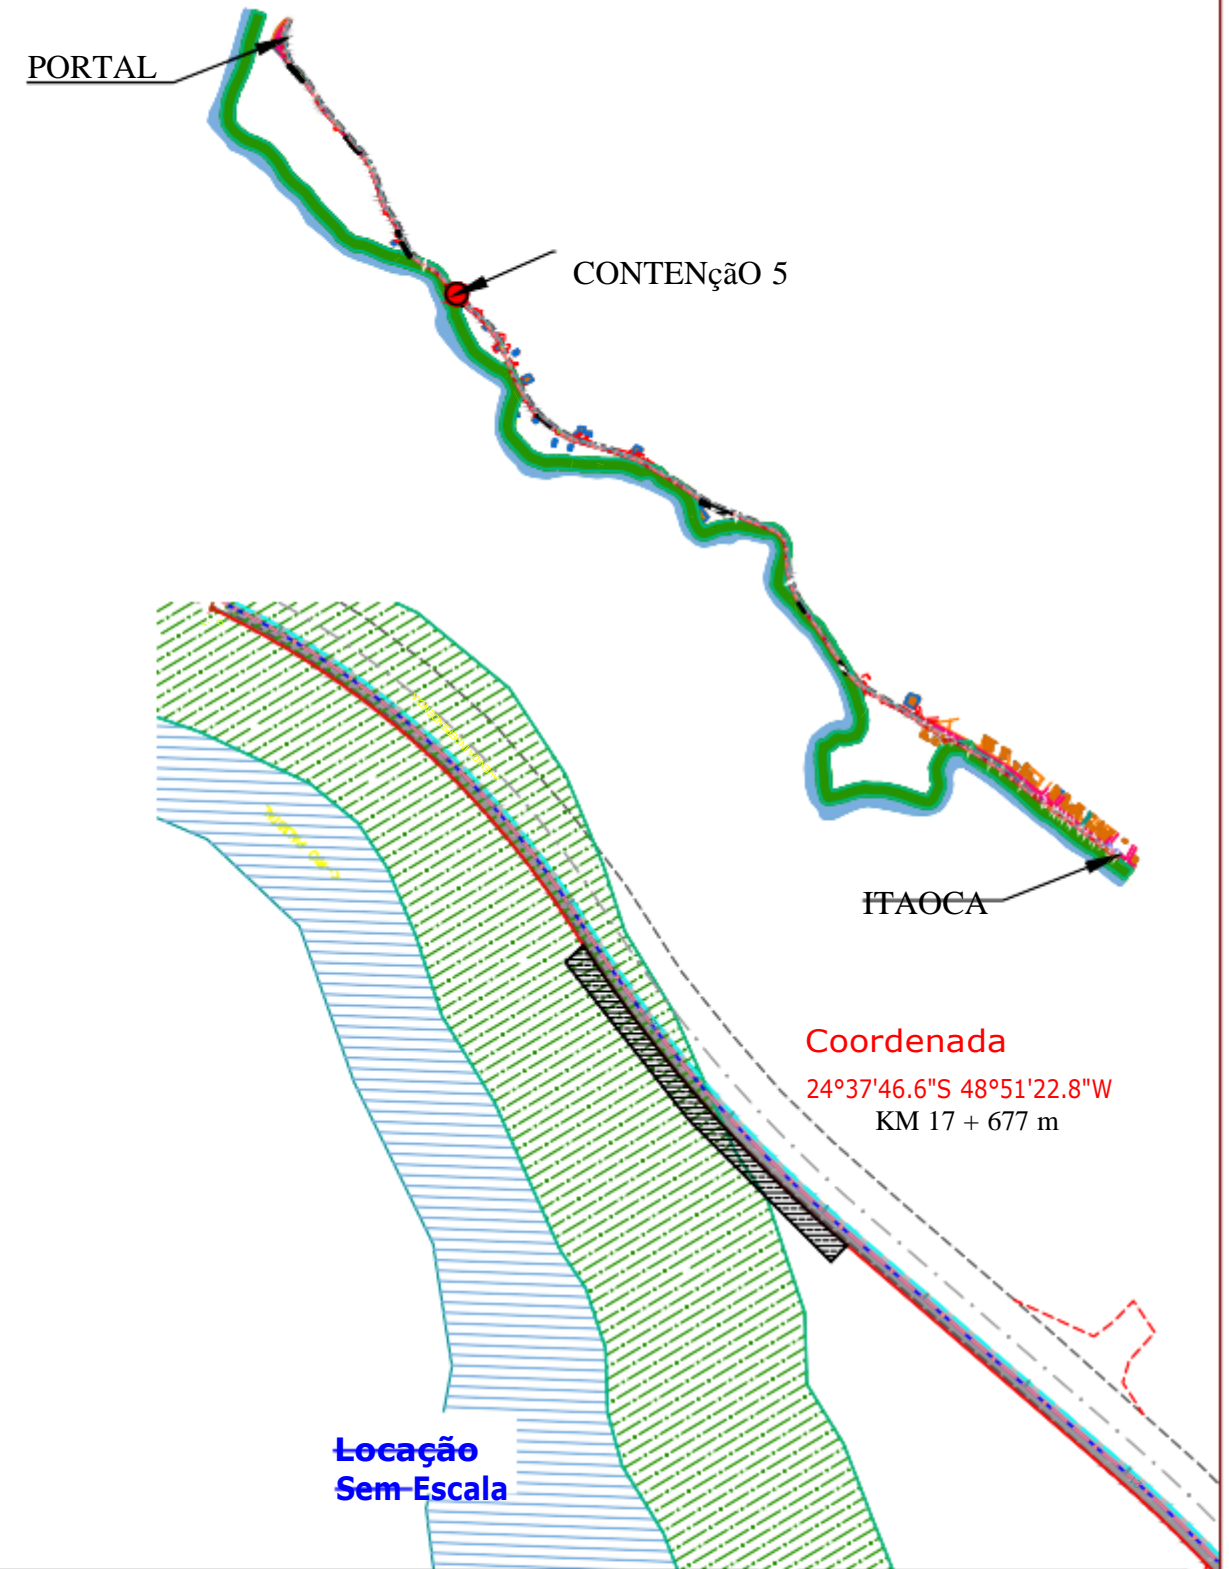 PORTAL
CONTENçãO 5
ITAOCA
Coordenada
24°37'46.6"S 48°51'22.8"W
KM 17 + 677 m
Locação
Sem Escala